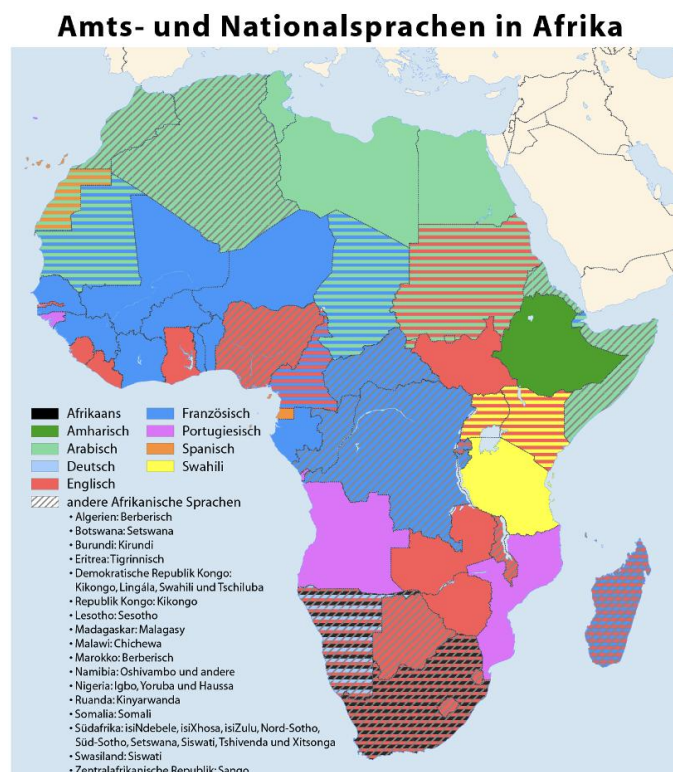 Amts- und Nationalsprachen in Afrika
Afrikaans
Amharisch
Arabisch
Deutsch
Englisch
Französisch
Portugiesisch
Spanisch
Swahili
andere Afrikanische Sprachen
• Algerien: Berberisch
• Botswana: Setswana
• Burundi: Kirundi
• Eritrea: Tigrinnisch
• Demokratische Republik Kongo:
Kikongo, Lingála, Swahili und Tschiluba
• Republik Kongo: Kikongo
• Lesotho: Sesotho
• Madagaskar: Malagasy
• Malawi: Chichewa
• Marokko: Berberisch
• Namibia: Oshivambo und andere
• Nigeria: Igbo, Yoruba und Haussa
• Ruanda: Kinyarwanda
• Somalia: Somali
• Südafrika: isiNdebele, isiXhosa, isiZulu, Nord-Sotho,
Süd-Sotho, Setswana, Siswati, Tshivenda und Xitsonga
• Swasiland: Siswati
• Zentralafrikanische Republik: Sango